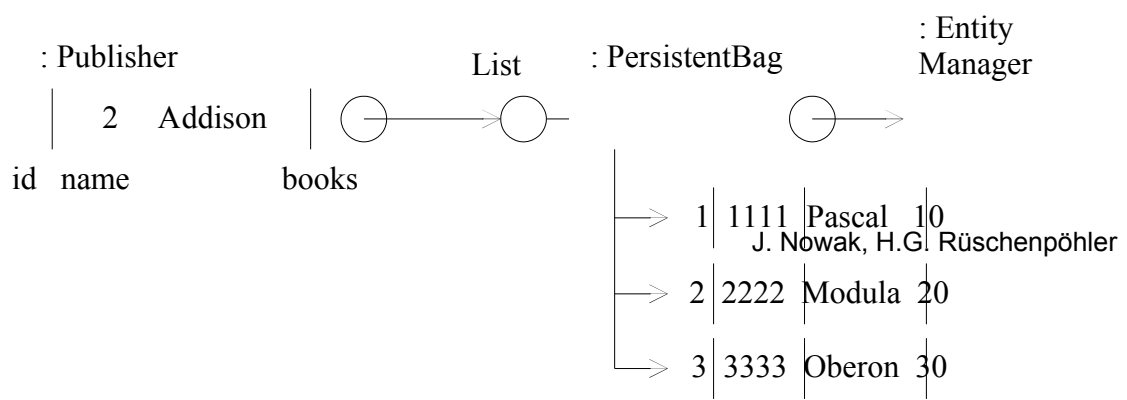 : Entity
Manager
: Publisher
List
: PersistentBag
2 Addison
id name books
1 1111 Pascal 10
J. Nowak, H.G. Rüschenpöhler
2 2222 Modula 20
3 3333 Oberon 30